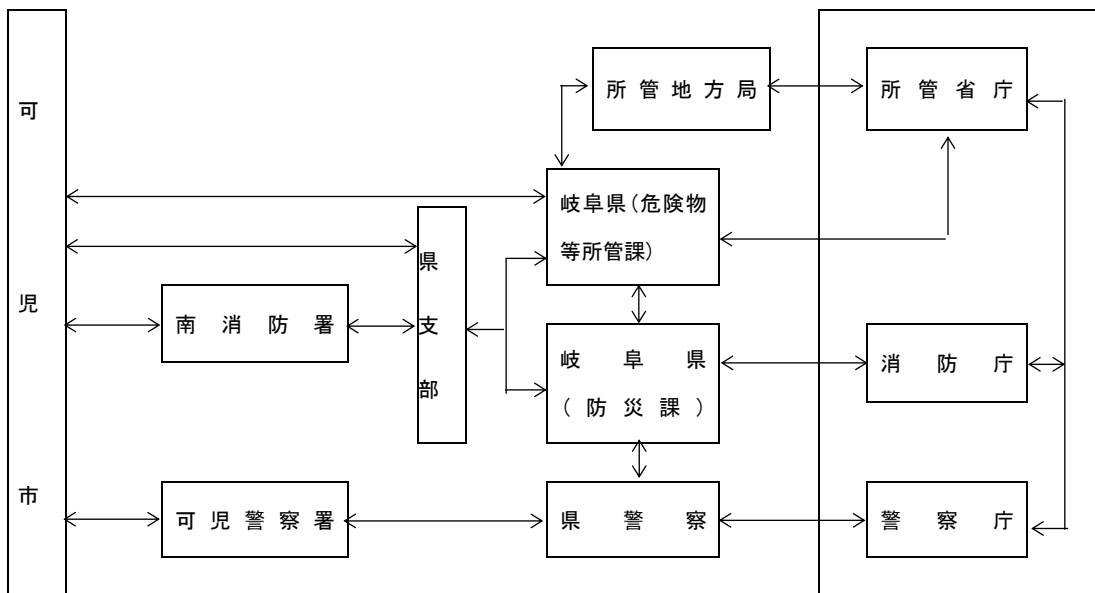 可児市
所管地方局
所管省庁
岐阜県(危険物
等所管課)
県支部
南消防署
岐阜県
(防災課)
消防庁
可児警察署
県警察
警察庁